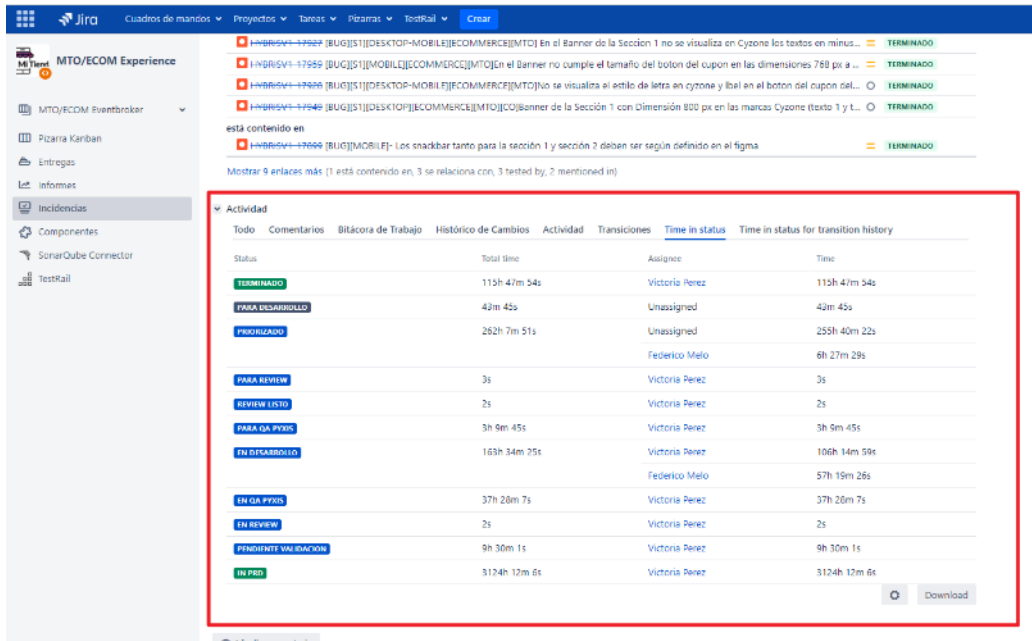 Jira Cuadros de mandos Proyectos Tareas Pizarras TestRail Crear
Mi Tiend
MTO/ECOM Experience
MTO/ECOM Eventbroker
Pizarra Kanban
Entregas
Informes
Incidencias
Componentes
SonarQube Connector
TestRail
HYBRISV1-17927 [BUG][S1][DESKTOP-MOBILE][ECOMMERCE][MTO] En el Banner de la Seccion 1 no se visualiza en Cyzone los textos en minus... TERMINADO
HYBRISV1-17959 [BUG][S1][MOBILE][ECOMMERCE][MTO]En el Banner no cumple el tamaño del boton del cupon en las dimensiones 768 px a ... TERMINADO
HYBRISV1-17928 [BUG][S1][DESKTOP-MOBILE][ECOMMERCE][MTO]No se visualiza el estilo de letra en cyzone y lbel en el boton del cupon del... TERMINADO
HYBRISV1-17949 [BUG][S1][DESKTOP][ECOMMERCE][MTO][CO]Banner de la Sección 1 con Dimensión 800 px en las marcas Cyzone (texto 1 y t... TERMINADO
está contenido en
HYBRISV1-17899 [BUG][MOBILE]- Los snackbar tanto para la sección 1 y sección 2 deben ser según definido en el figma TERMINADO
Mostrar 9 enlaces más (1 está contenido en, 3 se relaciona con, 3 tested by, 2 mentioned in)
Actividad
Todo Comentarios Bitácora de Trabajo Histórico de Cambios Actividad Transiciones Time in status Time in status for transition history
Status Total time Assignee Time
TERMINADO 115h 47m 54s Victoria Perez 115h 47m 54s
PARA DESARROLLO 43m 45s Unassigned 43m 45s
PRIORIZADO 262h 7m 51s Unassigned 255h 40m 22s
Federico Melo 6h 27m 29s
PARA REVIEW 3s Victoria Perez 3s
REVIEW LISTO 2s Victoria Perez 2s
PARA QA PYXIS 3h 9m 45s Victoria Perez 3h 9m 45s
EN DESARROLLO 163h 34m 25s Victoria Perez 106h 14m 59s
Federico Melo 57h 19m 26s
EN QA PYXIS 37h 28m 7s Victoria Perez 37h 28m 7s
EN REVIEW 2s Victoria Perez 2s
PENDIENTE VALIDACION 9h 30m 1s Victoria Perez 9h 30m 1s
IN PRD 3124h 12m 6s Victoria Perez 3124h 12m 6s
Download